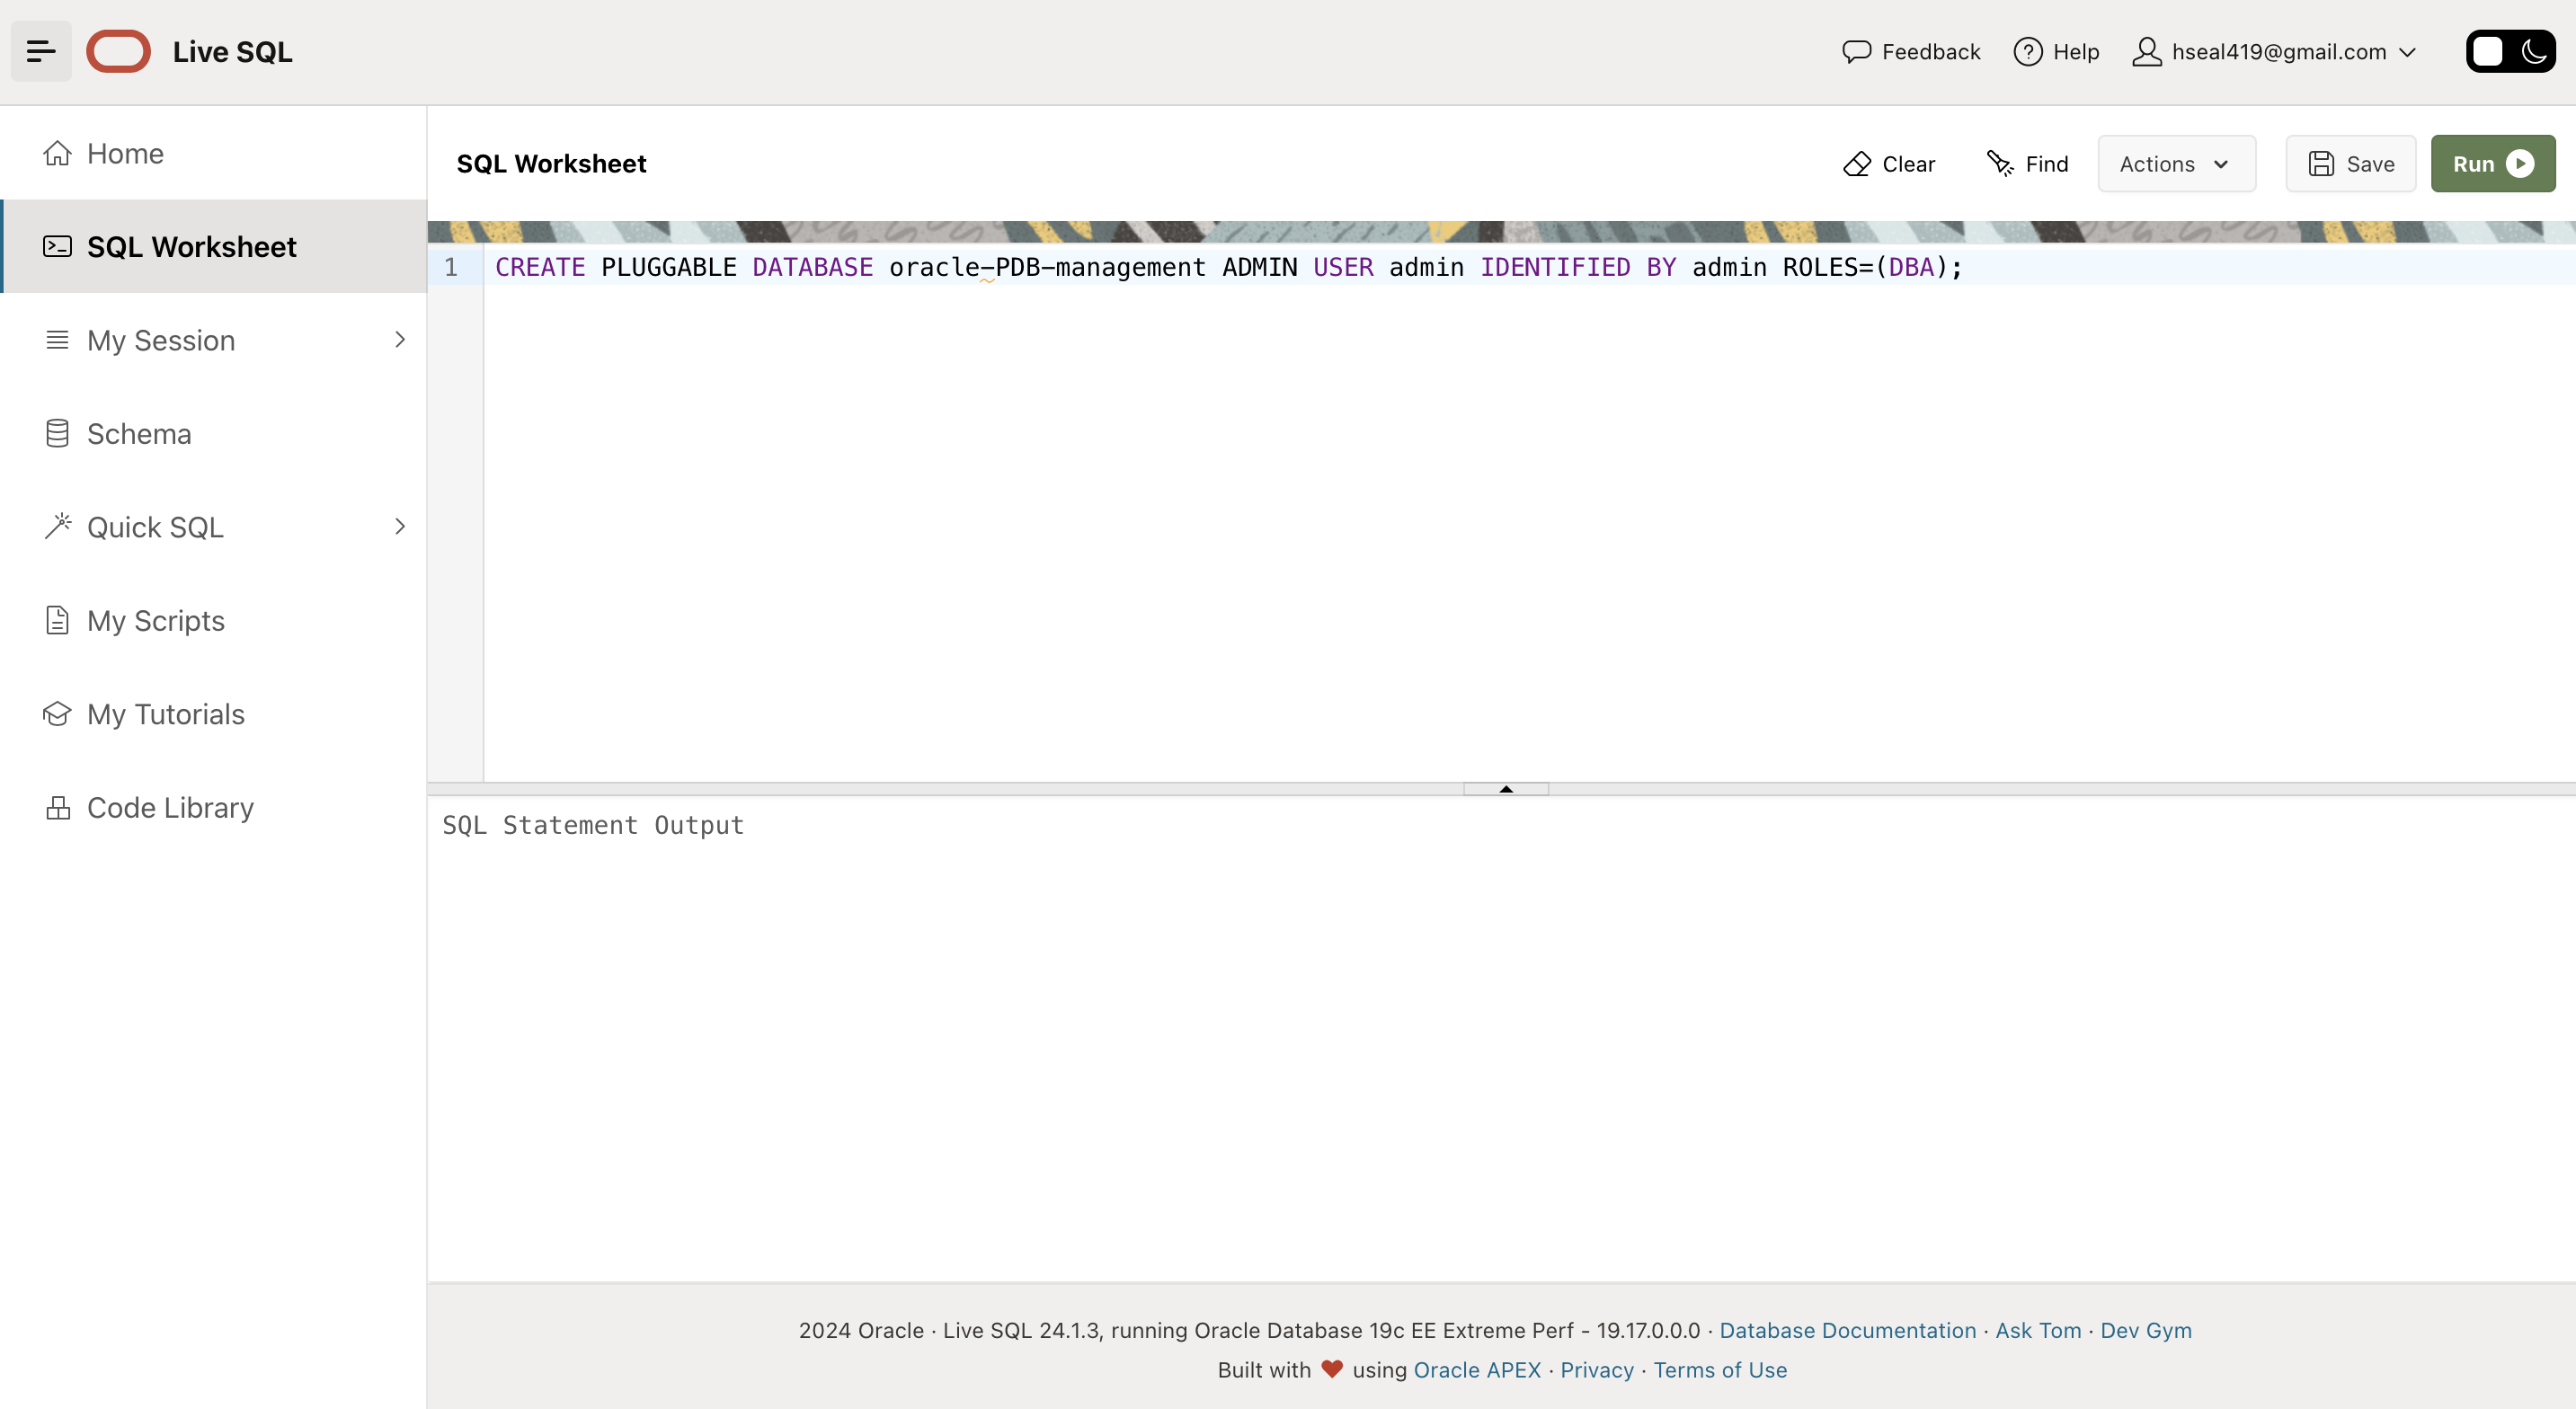 Live SQL
Feedback
Help
hseal419@gmail.com
Home
SQL Worksheet
My Session
Schema
Quick SQL
My Scripts
My Tutorials
Code Library
SQL Worksheet
Clear
Find
Actions
Save
Run
1
CREATE PLUGGABLE DATABASE oracle-PDB-management ADMIN USER admin IDENTIFIED BY admin ROLES=(DBA);
SQL Statement Output
2024 Oracle · Live SQL 24.1.3, running Oracle Database 19c EE Extreme Perf - 19.17.0.0.0 · Database Documentation · Ask Tom · Dev Gym
Built with ❤ using Oracle APEX · Privacy · Terms of Use